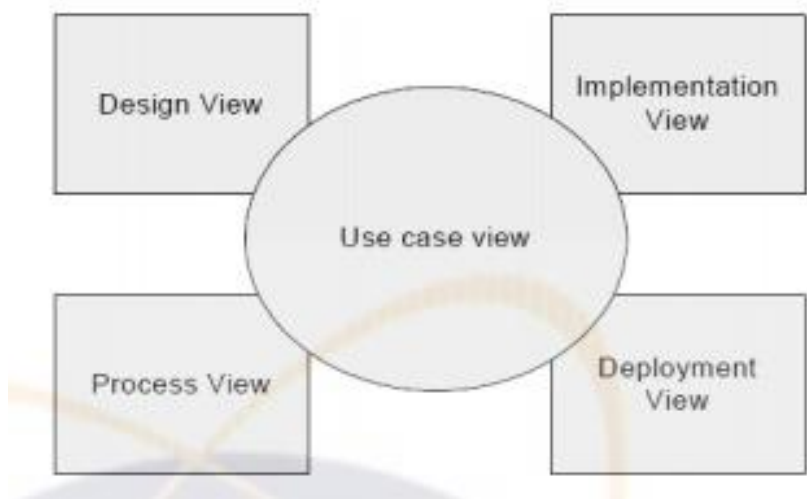 Design View
Implementation
View
Use case view
Process View
Deployment
View